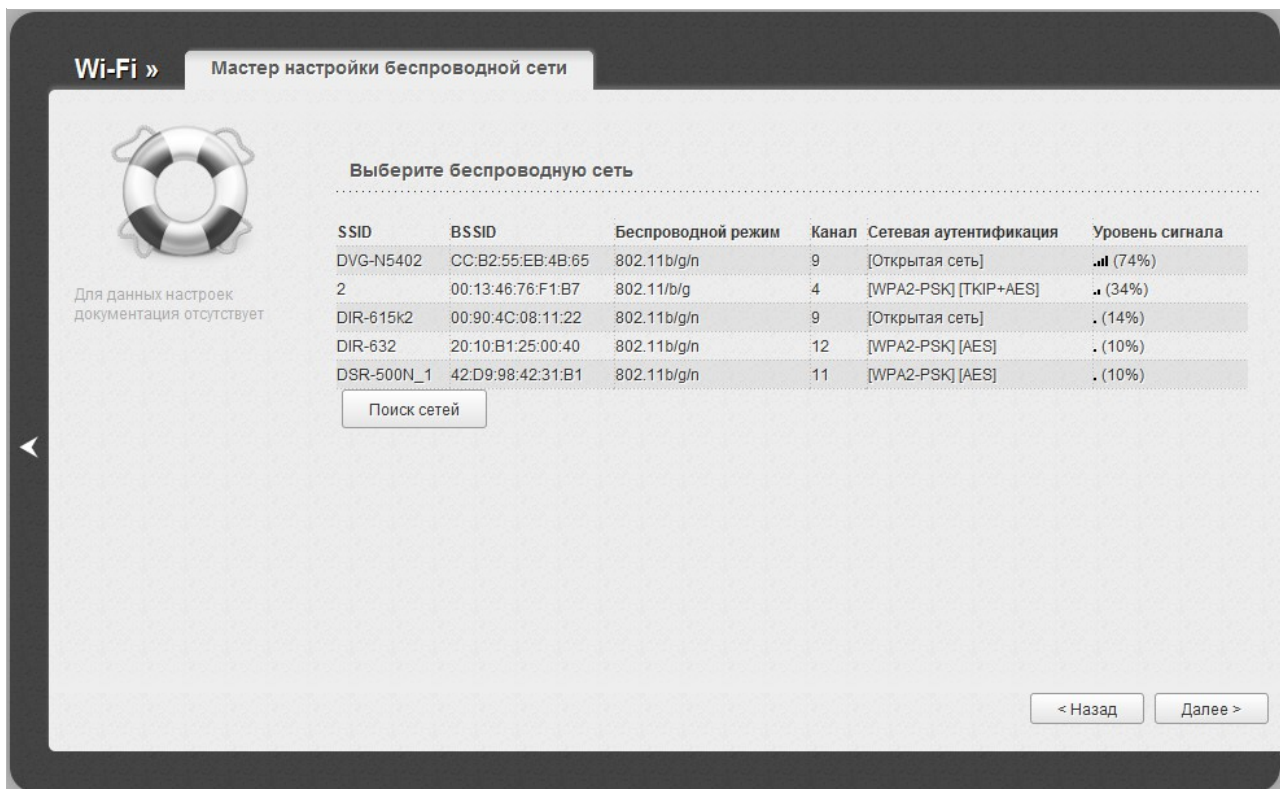 Wi-Fi » Мастер настройки беспроводной сети
Выберите беспроводную сеть
Для данных настроек
документация отсутствует
SSID BSSID Беспроводной режим Канал Сетевая аутентификация Уровень сигнала
DVG-N5402 CC:B2:55:EB:4B:65 802.11b/g/n 9 [Открытая сеть] (74%)
2 00:13:46:76:F1:B7 802.11/b/g 4 [WPA2-PSK] [TKIP+AES] (34%)
DIR-615k2 00:90:4C:08:11:22 802.11b/g/n 9 [Открытая сеть] (14%)
DIR-632 20:10:B1:25:00:40 802.11b/g/n 12 [WPA2-PSK] [AES] (10%)
DSR-500N_1 42:D9:98:42:31:B1 802.11b/g/n 11 [WPA2-PSK] [AES] (10%)
Поиск сетей
< Назад Далее >